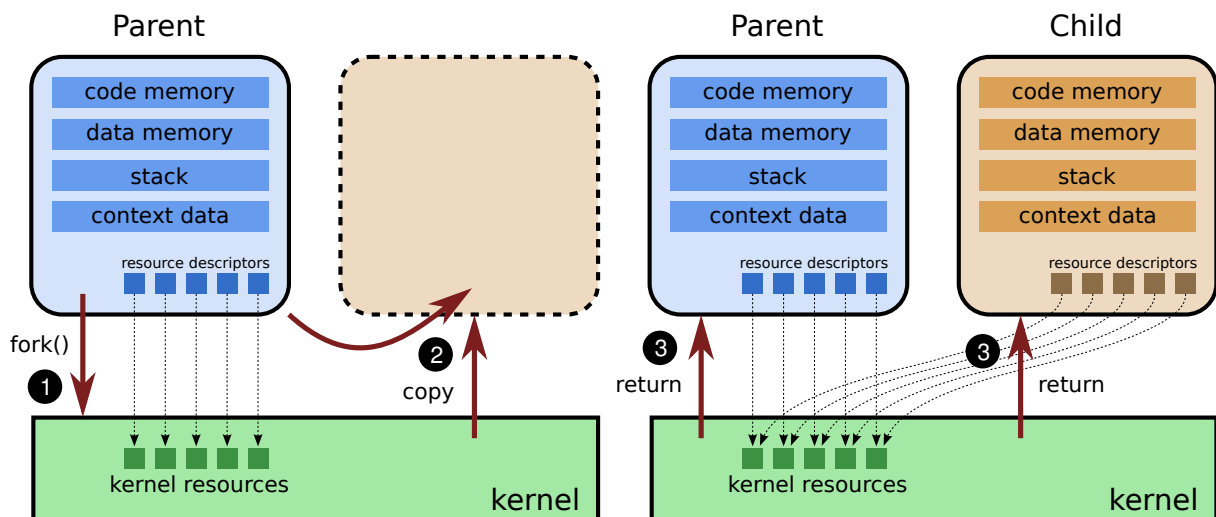 Parent
code memory
data memory
stack
context data
resource descriptors
fork()
1
2
copy
kernel resources
kernel
Parent
code memory
data memory
stack
context data
resource descriptors
3
return
Child
code memory
data memory
stack
context data
resource descriptors
3
return
kernel resources
kernel